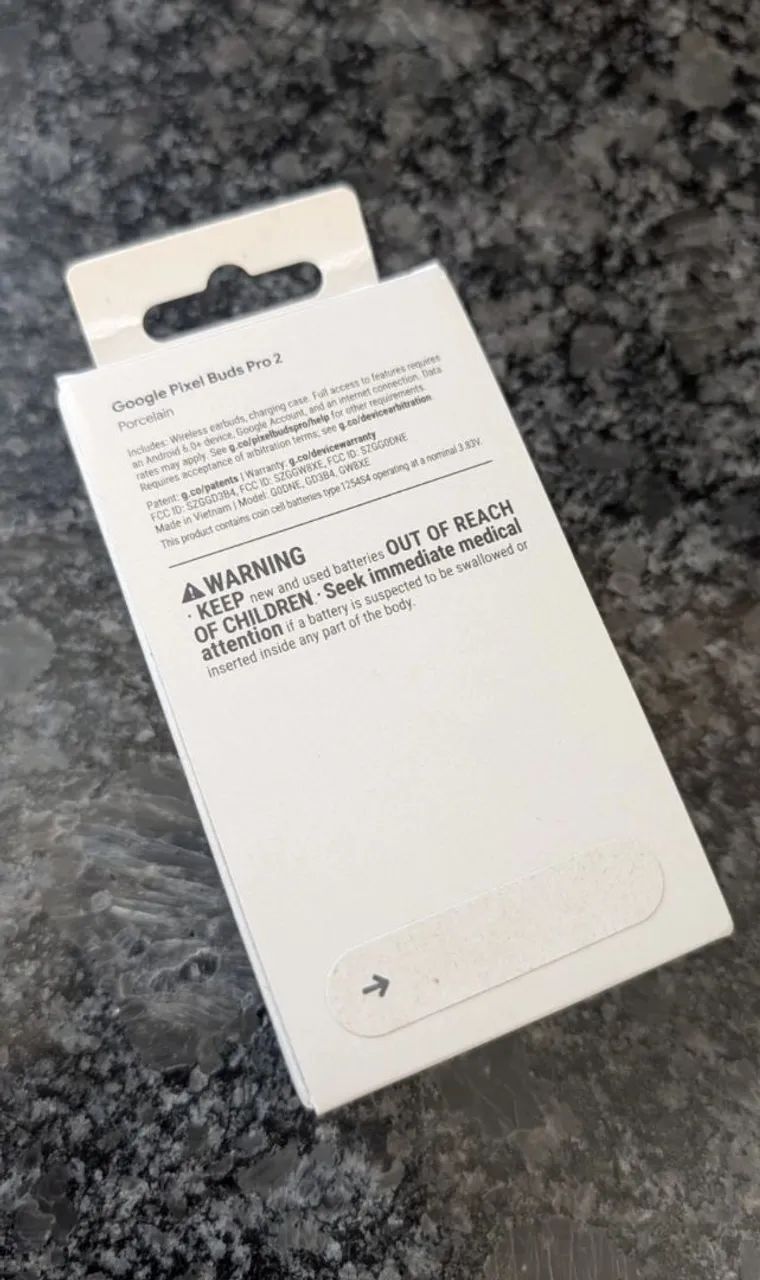 Google Pixel Buds Pro 2
Porcelain
Includes: Wireless earbuds, charging case. Full access to features requires
an Android 6.0+ device, Google Account, and an internet connection. Data
rates may apply. See g.co/pixelbudspro/help for other requirements.
Requires acceptance of arbitration terms; see g.co/devicearbitration
Patent: g.co/patents | Warranty: g.co/devicewarranty
FCC ID: SZGGD3B4, FCC ID: SZGGW8XE, FCC ID: SZGG0DNE
Made in Vietnam | Model: G0DNE, GD3B4, GW8XE
This product contains coin cell batteries type 1254S4 operating at a nominal 3.83V.
WARNING
· KEEP new and used batteries OUT OF REACH
OF CHILDREN · Seek immediate medical
attention if a battery is suspected to be swallowed or
inserted inside any part of the body.